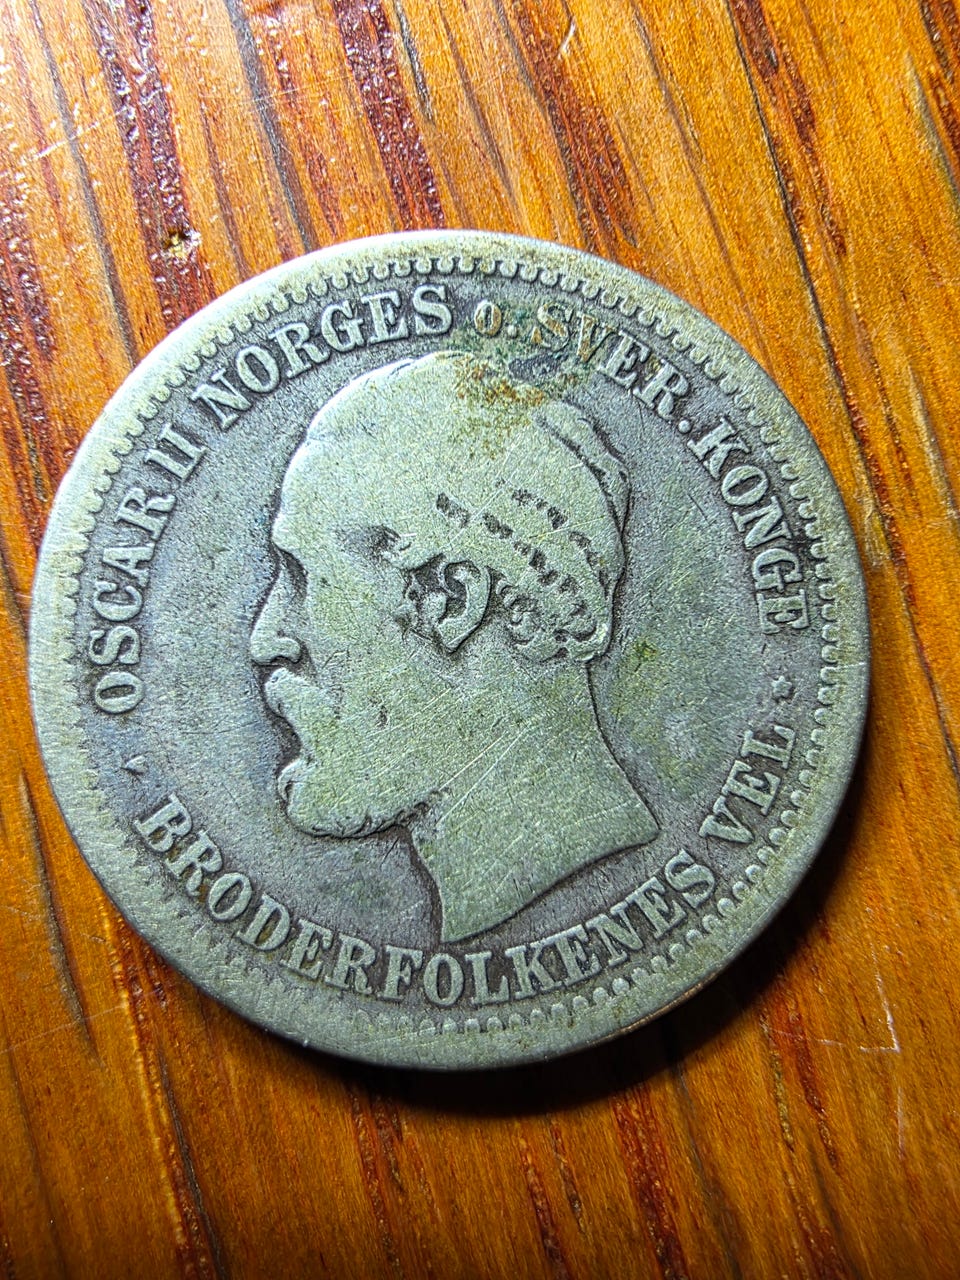 OSCAR II NORGES O. SVER. KONGE
BRODERFOLKENES VEL